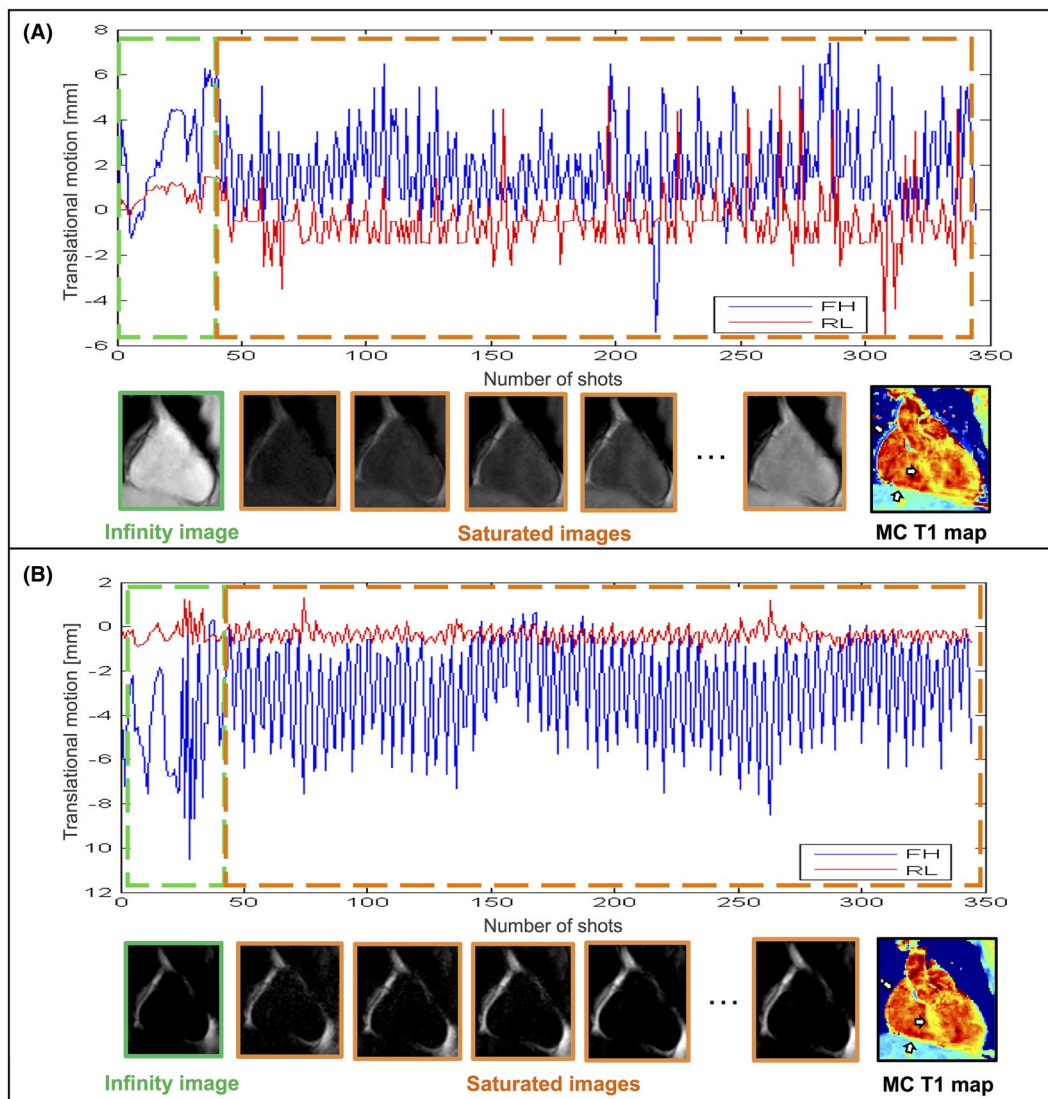 (A)
8
6
4
2
0
-2
-4
-6
Translational motion [mm]
FH
RL
0 50 100 150 200 250 300 350
Number of shots
...
Infinity image Saturated images MC T1 map
(B)
2
0
-2
-4
-6
-8
10
12
Translational motion [mm]
FH
RL
0 50 100 150 200 250 300 350
Number of shots
...
Infinity image Saturated images MC T1 map